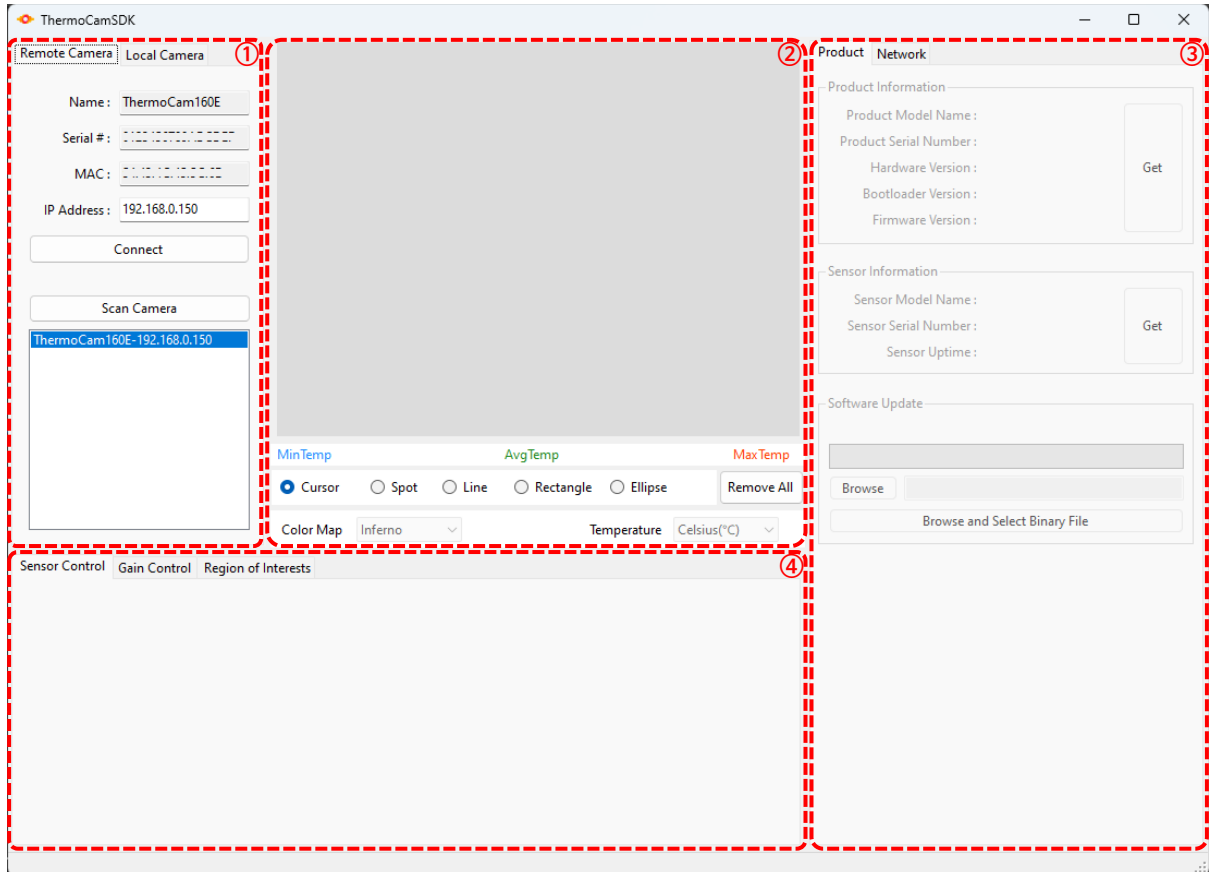 ThermoCamSDK
Remote Camera Local Camera ①
Name : ThermoCam160E
Serial # :
MAC :
IP Address : 192.168.0.150
Connect
Scan Camera
ThermoCam160E-192.168.0.150
②
MinTemp AvgTemp MaxTemp
Cursor Spot Line Rectangle Ellipse Remove All
Color Map Inferno Temperature Celsius(°C)
Product Network ③
Product Information
Product Model Name :
Product Serial Number :
Hardware Version :
Bootloader Version :
Firmware Version :
Get
Sensor Information
Sensor Model Name :
Sensor Serial Number :
Sensor Uptime :
Get
Software Update
Browse
Browse and Select Binary File
Sensor Control Gain Control Region of Interests ④